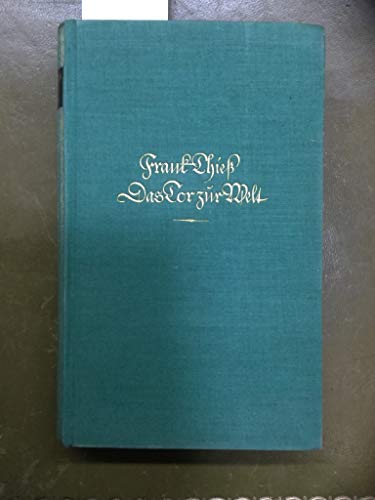 Frank Thieß
Das Tor zur Welt